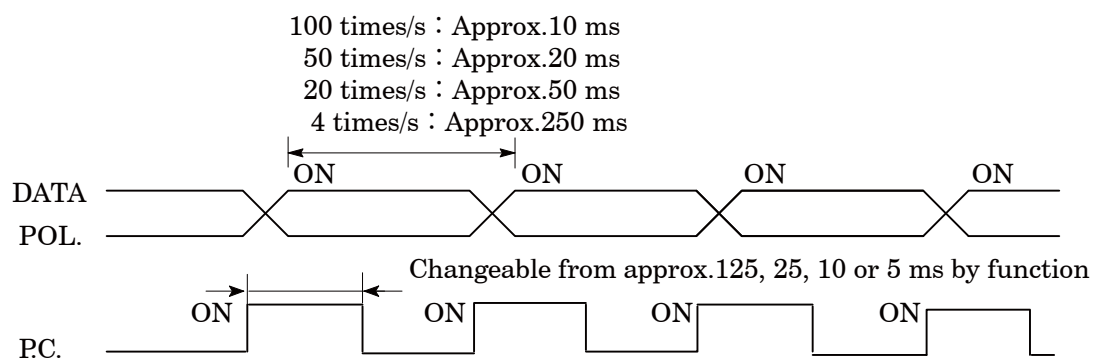 100 times/s：Approx.10 ms
50 times/s：Approx.20 ms
20 times/s：Approx.50 ms
4 times/s：Approx.250 ms
ON ON ON ON
DATA
POL.
Changeable from approx.125, 25, 10 or 5 ms by function
ON ON ON ON
P.C.